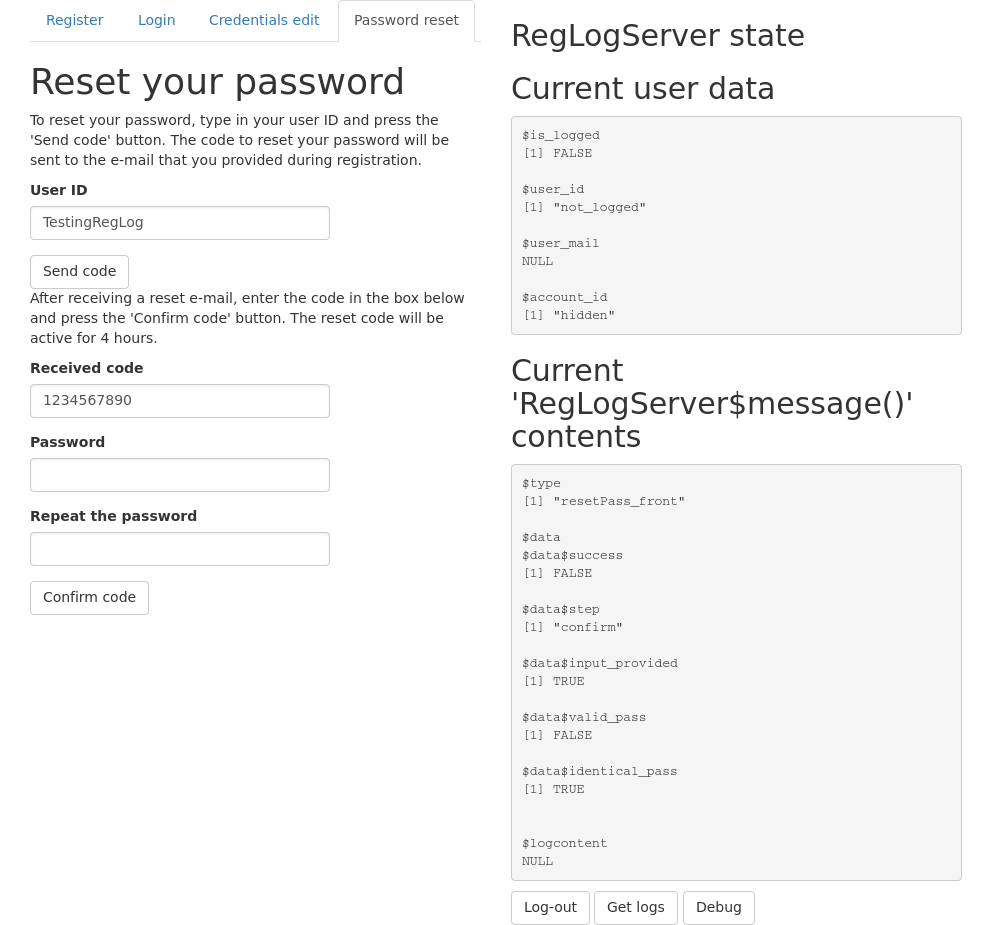 Register
Login
Credentials edit
Password reset
Reset your password
To reset your password, type in your user ID and press the
'Send code' button. The code to reset your password will be
sent to the e-mail that you provided during registration.
User ID
TestingRegLog
Send code
After receiving a reset e-mail, enter the code in the box below
and press the 'Confirm code' button. The reset code will be
active for 4 hours.
Received code
1234567890
Password
Repeat the password
Confirm code
RegLogServer state
Current user data
$is_logged
[1] FALSE
$user_id
[1] "not_logged"
$user_mail
NULL
$account_id
[1] "hidden"
Current
'RegLogServer$message()'
contents
$type
[1] "resetPass_front"
$data
$data$success
[1] FALSE
$data$step
[1] "confirm"
$data$input_provided
[1] TRUE
$data$valid_pass
[1] FALSE
$data$identical_pass
[1] TRUE
$logcontent
NULL
Log-out
Get logs
Debug